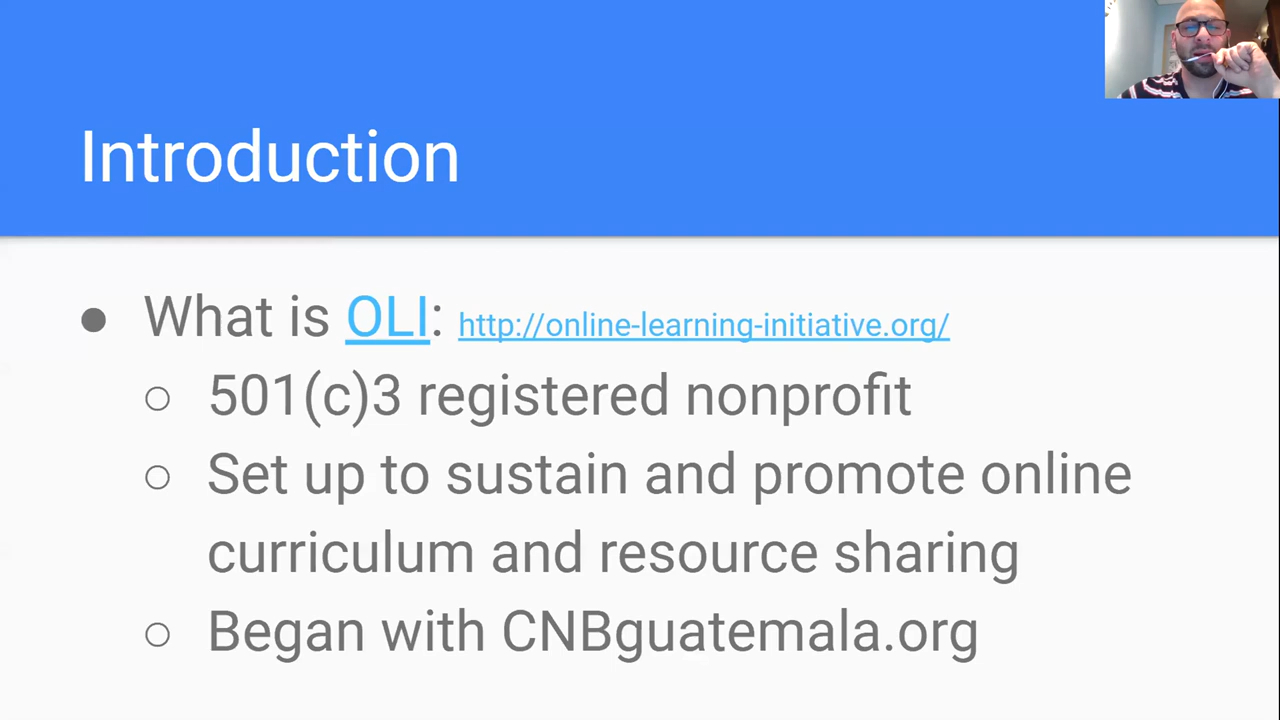 Introduction
● What is OLI: http://online-learning-initiative.org/
○ 501(c)3 registered nonprofit
○ Set up to sustain and promote online
curriculum and resource sharing
○ Began with CNBguatemala.org